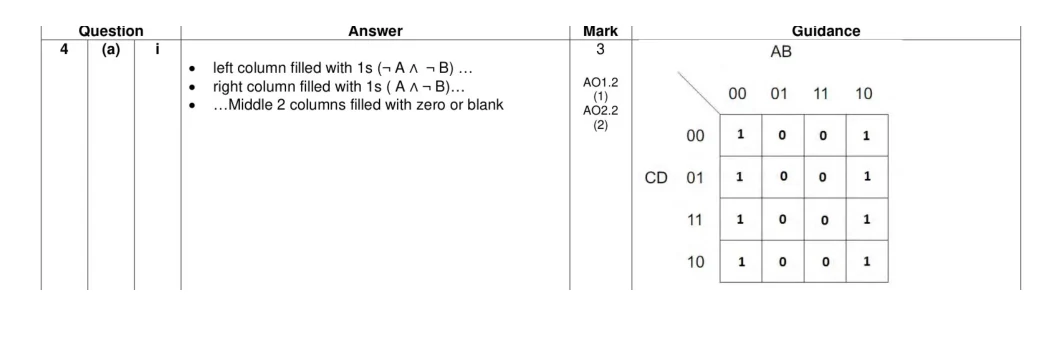 Question Answer Mark Guidance
4 (a) i 3 AB
• left column filled with 1s (¬ A ∧ ¬ B) …
• right column filled with 1s ( A ∧ ¬ B)…
• …Middle 2 columns filled with zero or blank
AO1.2
(1)
AO2.2
(2)
00 01 11 10
00 1 0 0 1
CD 01 1 0 0 1
11 1 0 0 1
10 1 0 0 1